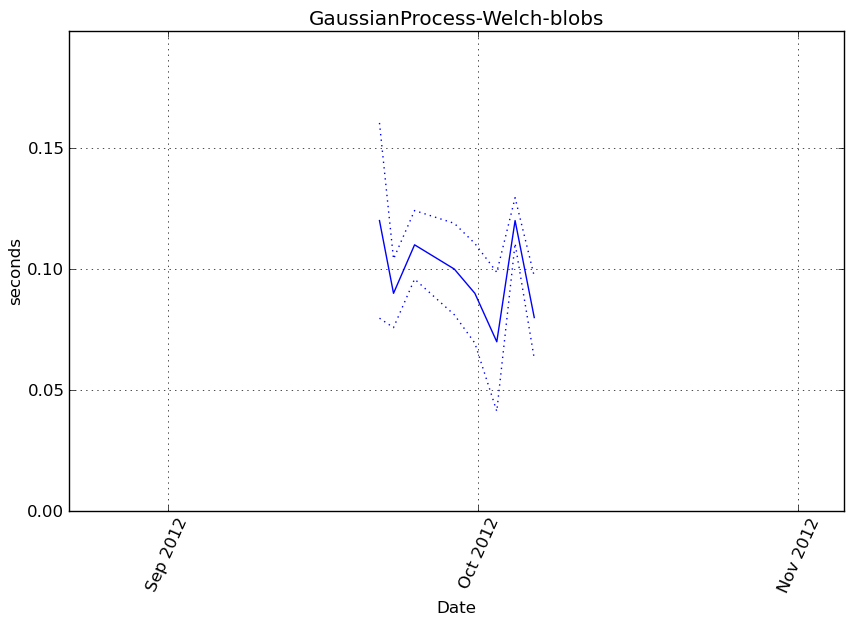 GaussianProcess-Welch-blobs
0.15
0.10
0.05
0.00
seconds
Sep 2012
Oct 2012
Nov 2012
Date